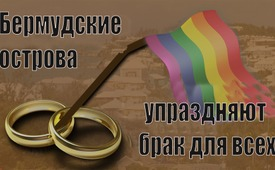 Бермудские
острова
упраздняют
брак для всех